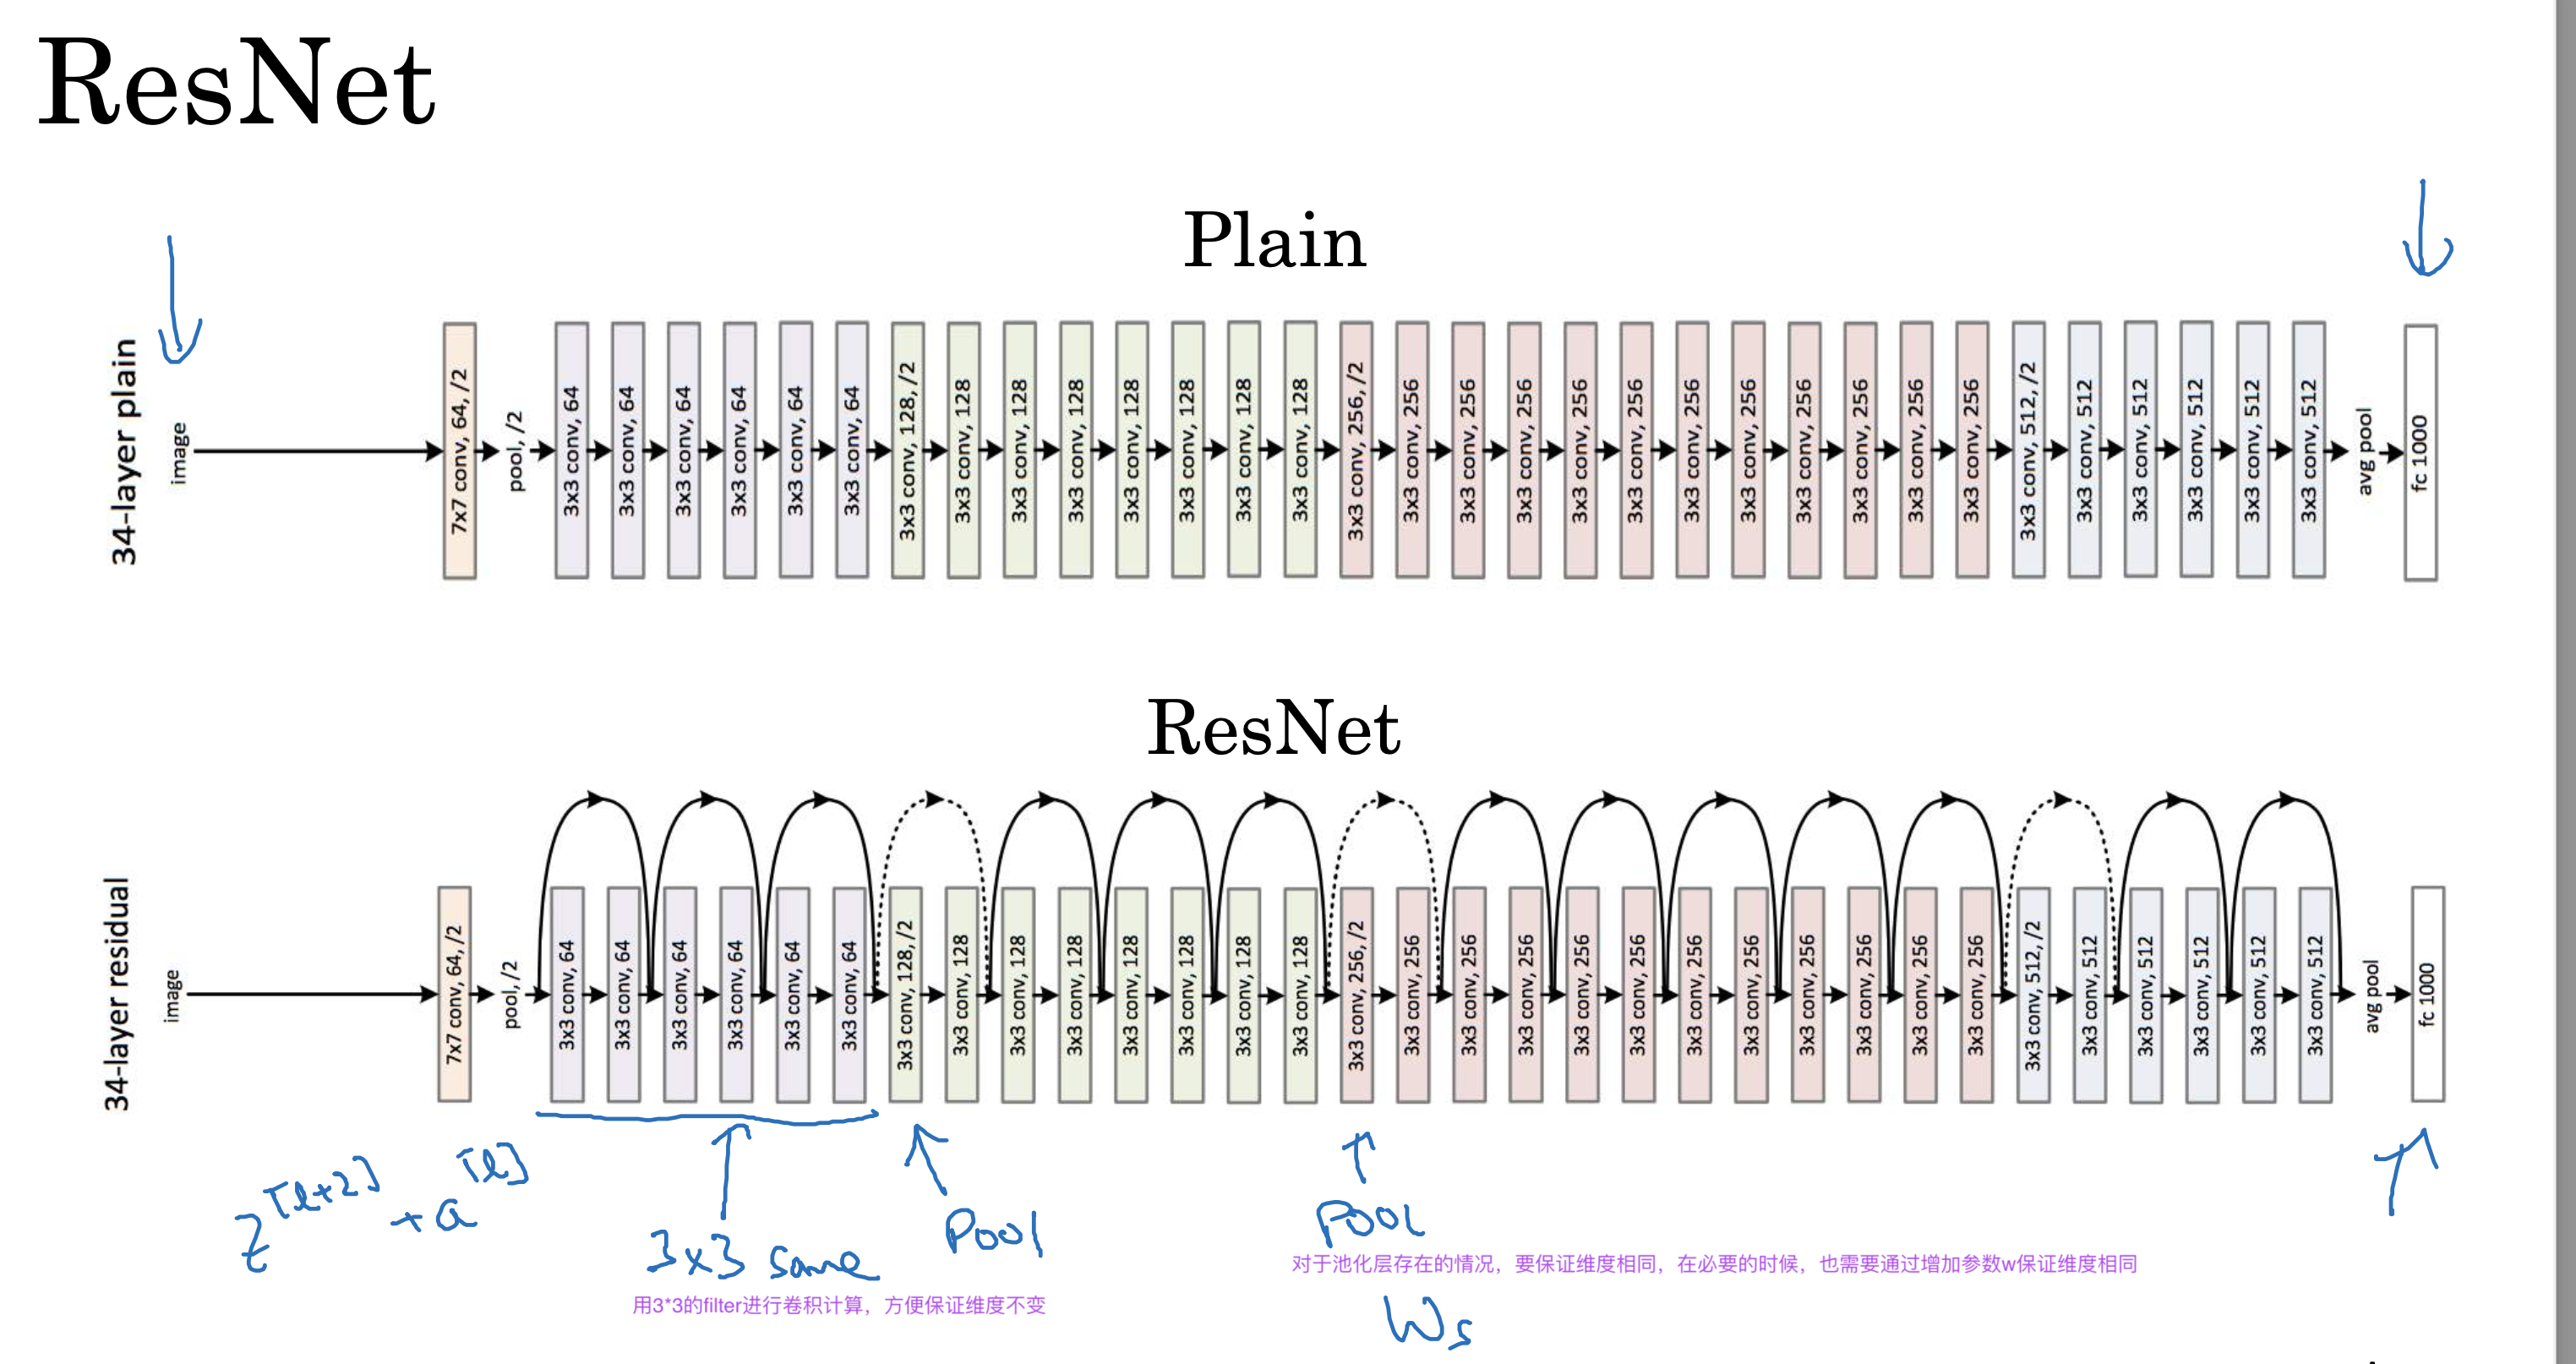 ResNet
Plain
34-layer plain
image
7x7 conv, 64, /2
pool, /2
3x3 conv, 64
3x3 conv, 64
3x3 conv, 64
3x3 conv, 64
3x3 conv, 64
3x3 conv, 64
3x3 conv, 128, /2
3x3 conv, 128
3x3 conv, 128
3x3 conv, 128
3x3 conv, 128
3x3 conv, 128
3x3 conv, 128
3x3 conv, 128
3x3 conv, 256, /2
3x3 conv, 256
3x3 conv, 256
3x3 conv, 256
3x3 conv, 256
3x3 conv, 256
3x3 conv, 256
3x3 conv, 256
3x3 conv, 256
3x3 conv, 256
3x3 conv, 256
3x3 conv, 256
3x3 conv, 512, /2
3x3 conv, 512
3x3 conv, 512
3x3 conv, 512
3x3 conv, 512
3x3 conv, 512
avg pool
fc 1000
ResNet
34-layer residual
image
7x7 conv, 64, /2
pool, /2
3x3 conv, 64
3x3 conv, 64
3x3 conv, 64
3x3 conv, 64
3x3 conv, 64
3x3 conv, 64
3x3 conv, 128, /2
3x3 conv, 128
3x3 conv, 128
3x3 conv, 128
3x3 conv, 128
3x3 conv, 128
3x3 conv, 128
3x3 conv, 128
3x3 conv, 256, /2
3x3 conv, 256
3x3 conv, 256
3x3 conv, 256
3x3 conv, 256
3x3 conv, 256
3x3 conv, 256
3x3 conv, 256
3x3 conv, 256
3x3 conv, 256
3x3 conv, 256
3x3 conv, 256
3x3 conv, 512, /2
3x3 conv, 512
3x3 conv, 512
3x3 conv, 512
3x3 conv, 512
3x3 conv, 512
avg pool
fc 1000
z[l+2] + a[l]
3x3 same
Pool
Pool
对于池化层存在的情况，要保证维度相同，在必要的时候，也需要通过增加参数w保证维度相同
用3*3的filter进行卷积计算，方便保证维度不变
Ws